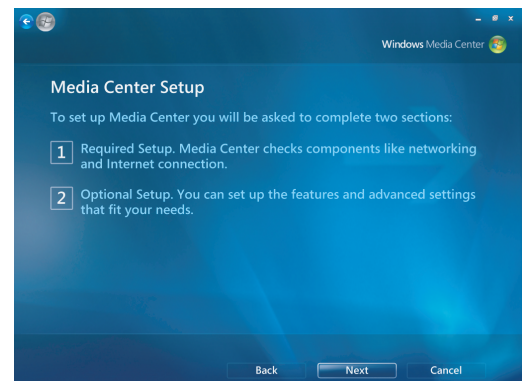 Windows Media Center
Media Center Setup
To set up Media Center you will be asked to complete two sections:
1 Required Setup. Media Center checks components like networking
and Internet connection.
2 Optional Setup. You can set up the features and advanced settings
that fit your needs.
Back Next Cancel